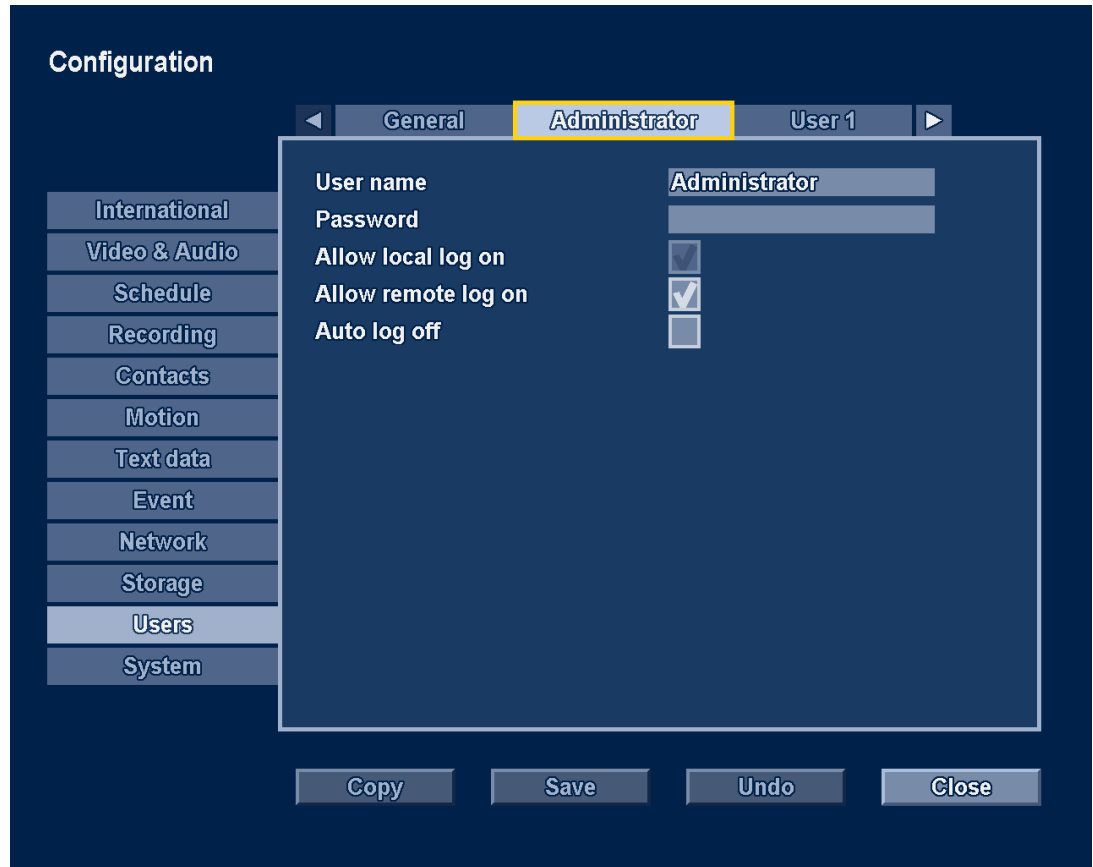 Configuration
General Administrator User 1
User name Administrator
Password
Allow local log on
Allow remote log on
Auto log off
International
Video & Audio
Schedule
Recording
Contacts
Motion
Text data
Event
Network
Storage
Users
System
Copy Save Undo Close